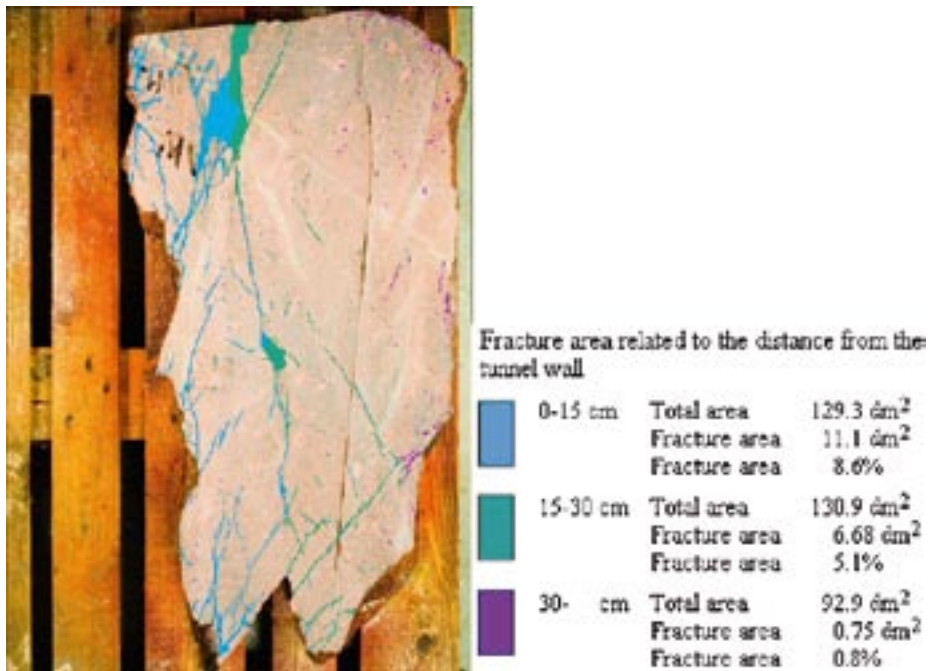 Fracture area related to the distance from the
tunnel wall
0-15 cm Total area 129.3 dm²
Fracture area 11.1 dm²
Fracture area 8.6%
15-30 cm Total area 130.9 dm²
Fracture area 6.68 dm²
Fracture area 5.1%
30- cm Total area 92.9 dm²
Fracture area 0.75 dm²
Fracture area 0.8%